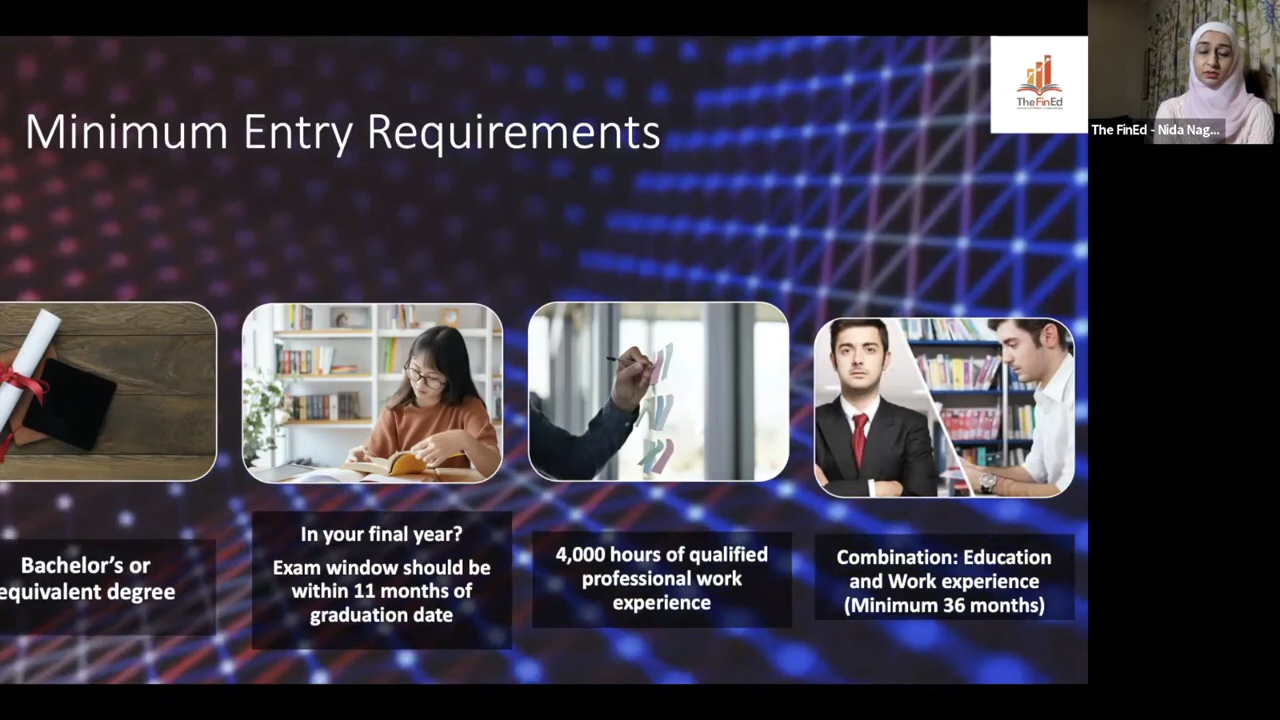 Minimum Entry Requirements
TheFinEd
The FinEd - Nida Nag...
Bachelor's or
equivalent degree
In your final year?
Exam window should be
within 11 months of
graduation date
4,000 hours of qualified
professional work
experience
Combination: Education
and Work experience
(Minimum 36 months)